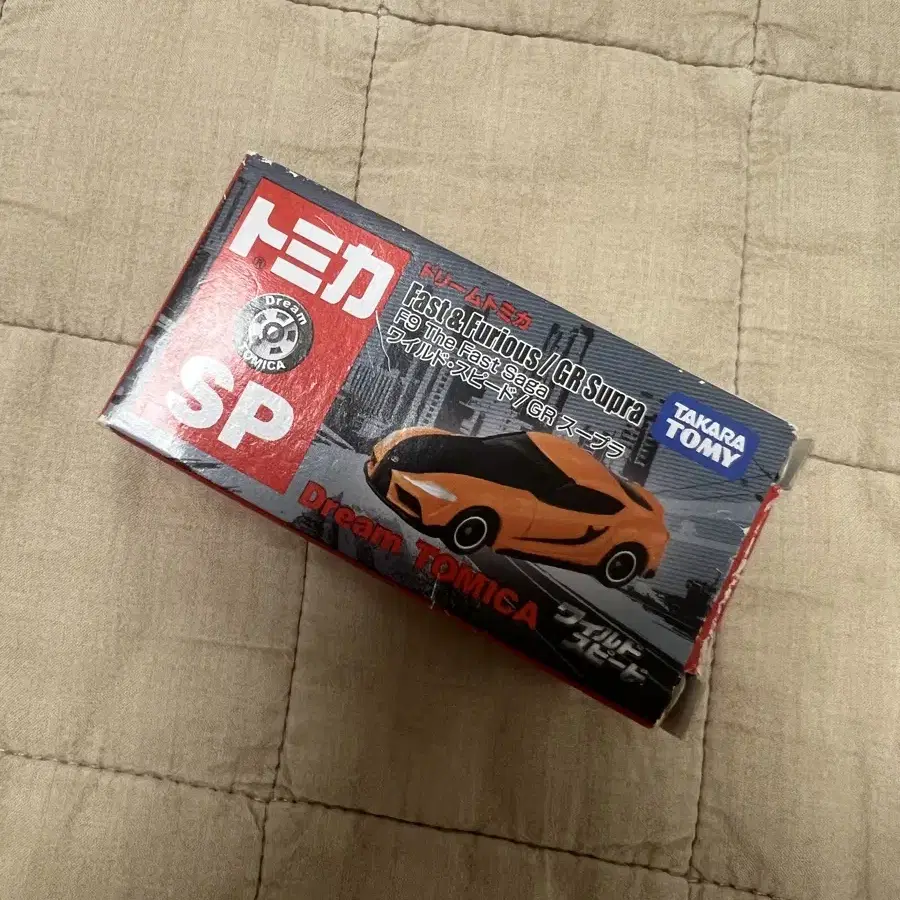 トミカ
®
Dream
TOMICA
SP
ドリームトミカ
Fast & Furious / GR Supra
F9 The Fast Saga
ワイルド・スピード / GR スープラ
TAKARA
TOMY
Dream TOMICA
ワイルド
スピード